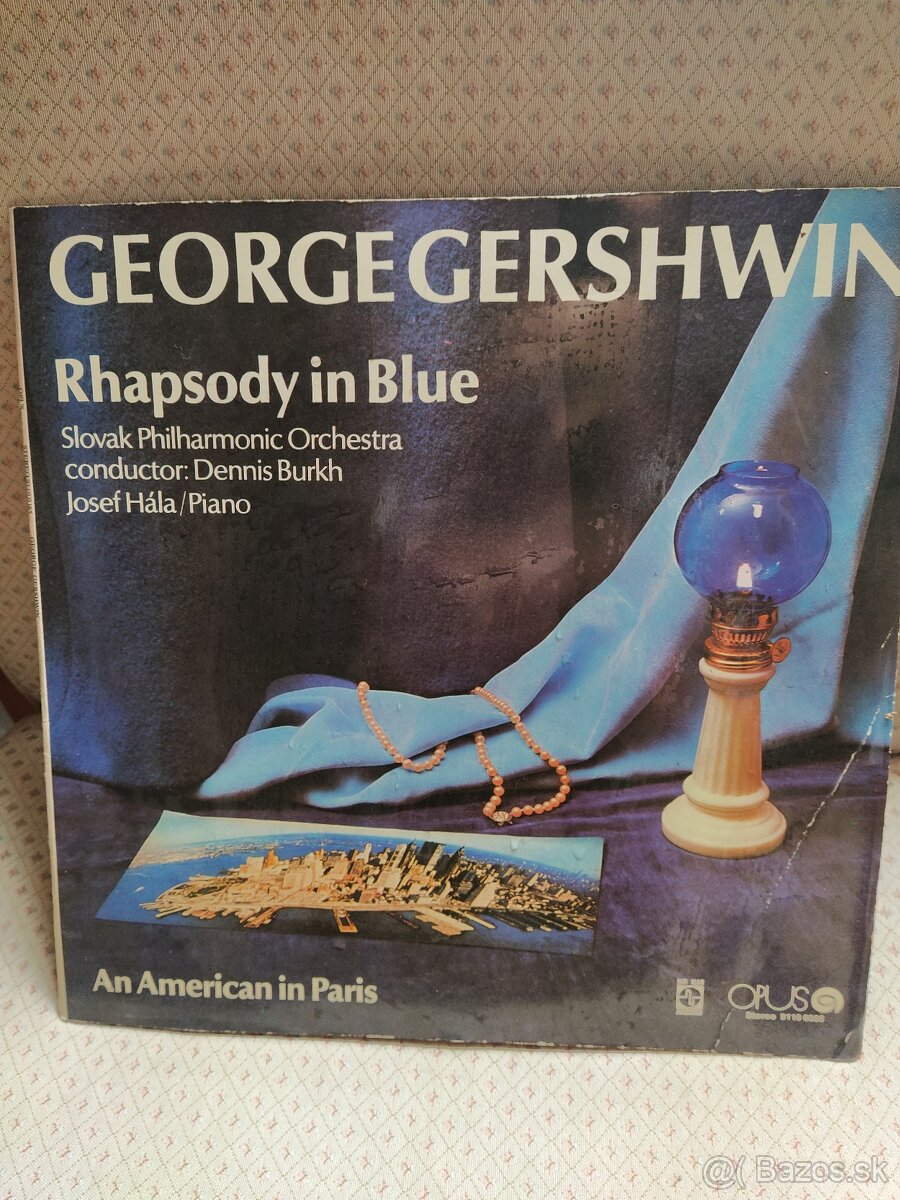 GEORGE GERSHWIN
Rhapsody in Blue
Slovak Philharmonic Orchestra
conductor: Dennis Burkh
Josef Hála/Piano
An American in Paris
OPUS
Stereo
@( Bazos.sk